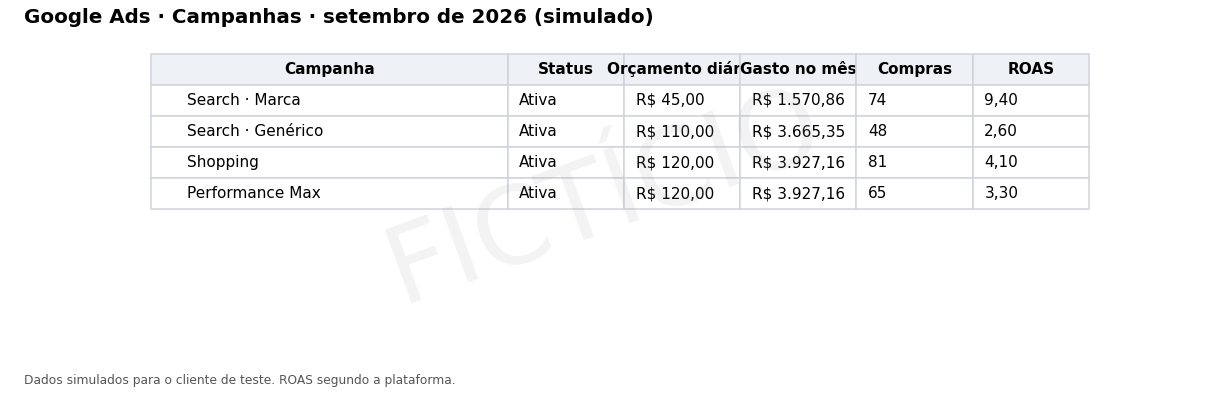 Google Ads · Campanhas · setembro de 2026 (simulado)
Campanha Status Orçamento diár Gasto no mês Compras ROAS
Search · Marca Ativa R$ 45,00 R$ 1.570,86 74 9,40
Search · Genérico Ativa R$ 110,00 R$ 3.665,35 48 2,60
Shopping Ativa R$ 120,00 R$ 3.927,16 81 4,10
Performance Max Ativa R$ 120,00 R$ 3.927,16 65 3,30
FICTÍCIO
Dados simulados para o cliente de teste. ROAS segundo a plataforma.